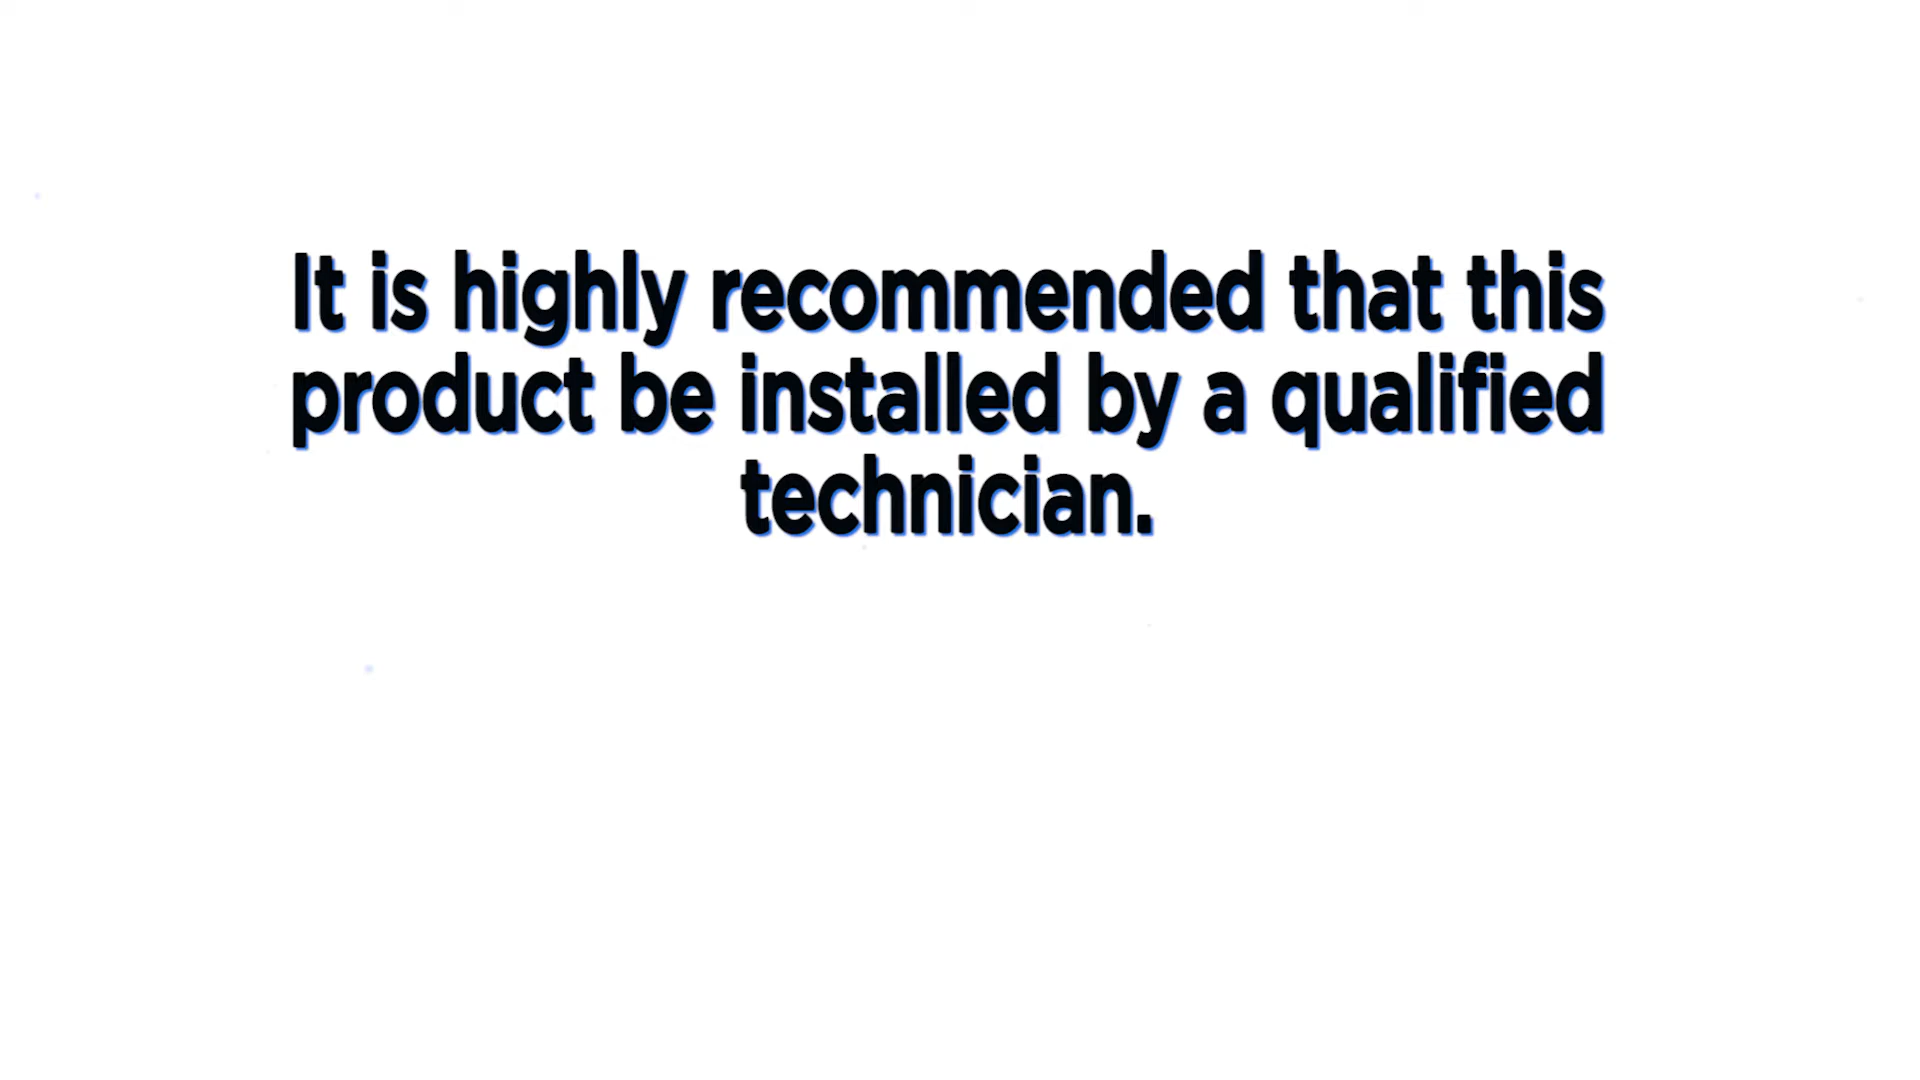 It is highly recommended that this
product be installed by a qualified
technician.